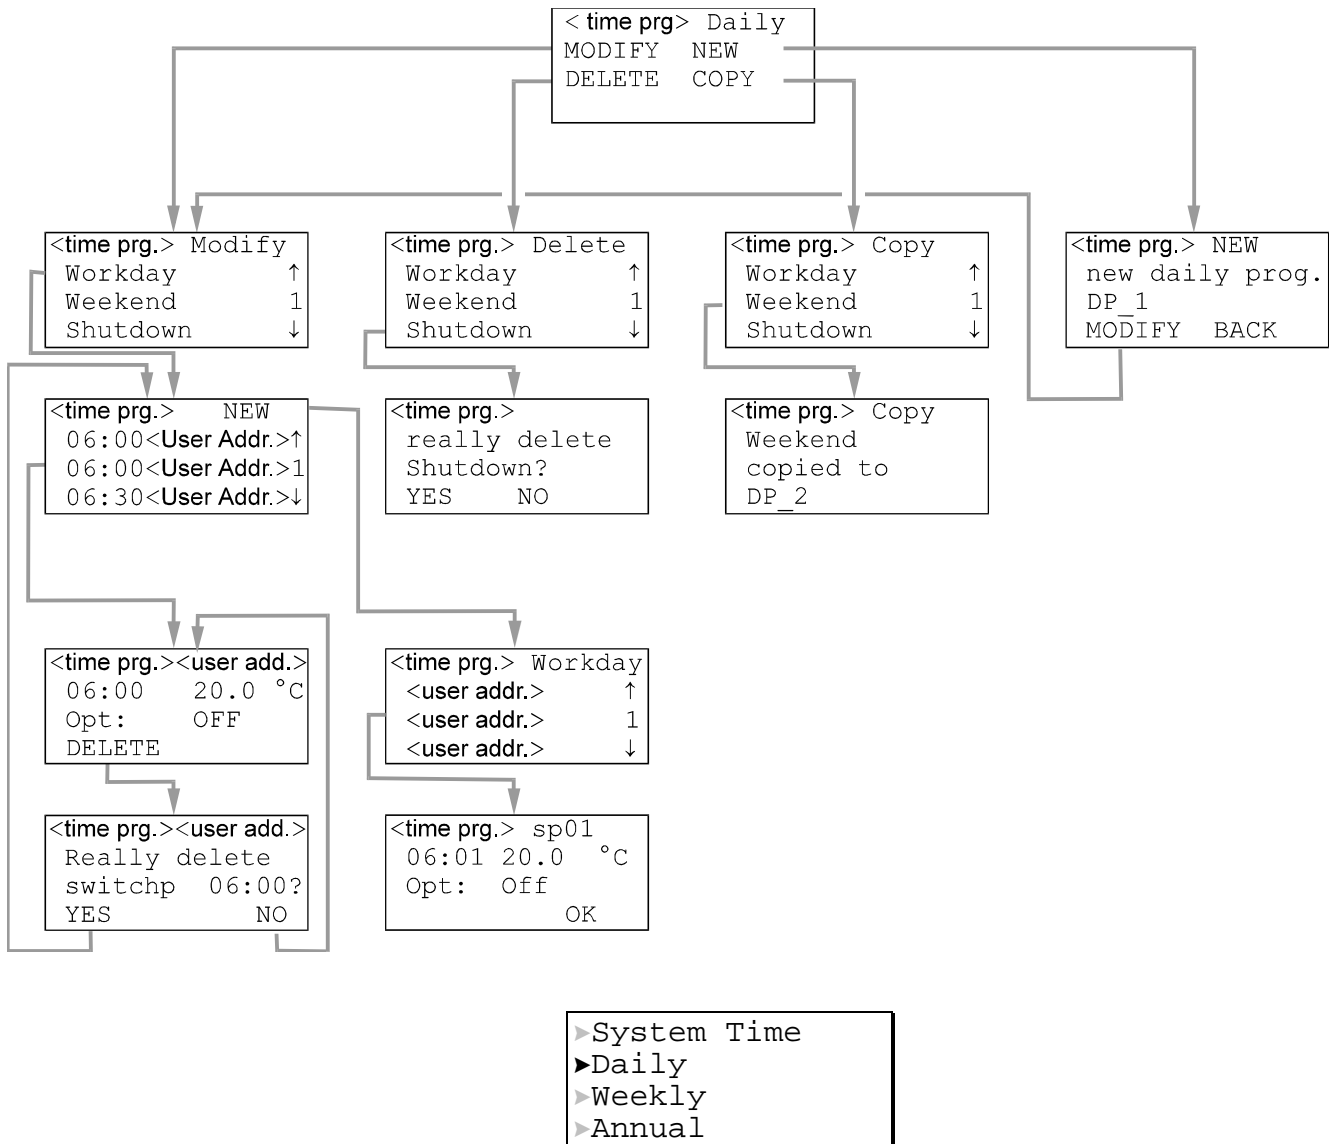 < time prg> Daily
MODIFY NEW
DELETE COPY
<time prg.> Modify
Workday ↑
Weekend 1
Shutdown ↓
<time prg.> Delete
Workday ↑
Weekend 1
Shutdown ↓
<time prg.> Copy
Workday ↑
Weekend 1
Shutdown ↓
<time prg.> NEW
new daily prog.
DP_1
MODIFY BACK
<time prg.> NEW
06:00<User Addr.>↑
06:00<User Addr.>1
06:30<User Addr.>↓
<time prg.>
really delete
Shutdown?
YES NO
<time prg.> Copy
Weekend
copied to
DP_2
<time prg.><user add.>
06:00 20.0 °C
Opt: OFF
DELETE
<time prg.> Workday
<user addr.> ↑
<user addr.> 1
<user addr.> ↓
<time prg.><user add.>
Really delete
switchp 06:00?
YES NO
<time prg.> sp01
06:01 20.0 °C
Opt: Off
OK
➤System Time
➤Daily
➤Weekly
➤Annual